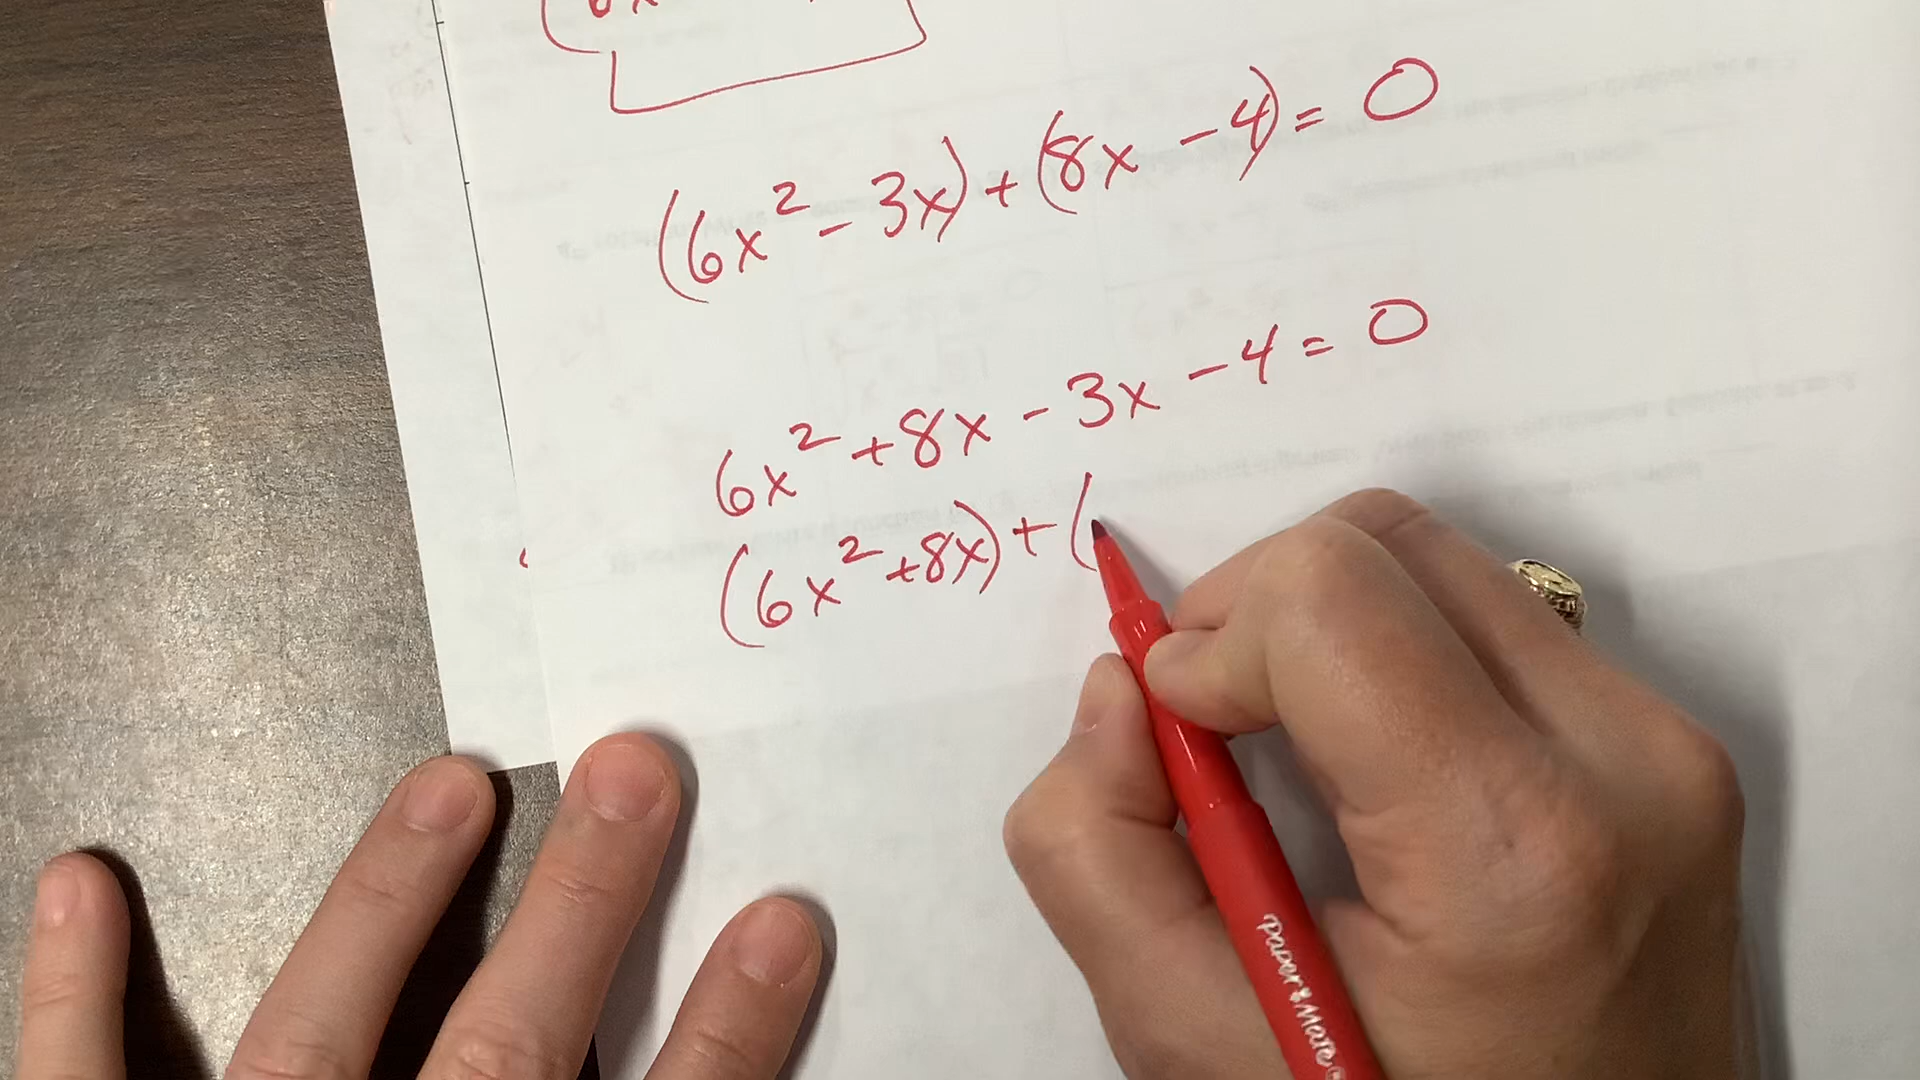 (6x² - 3x) + (8x - 4) = 0
6x² + 8x - 3x - 4 = 0
(6x² + 8x) + (
Paper Mate